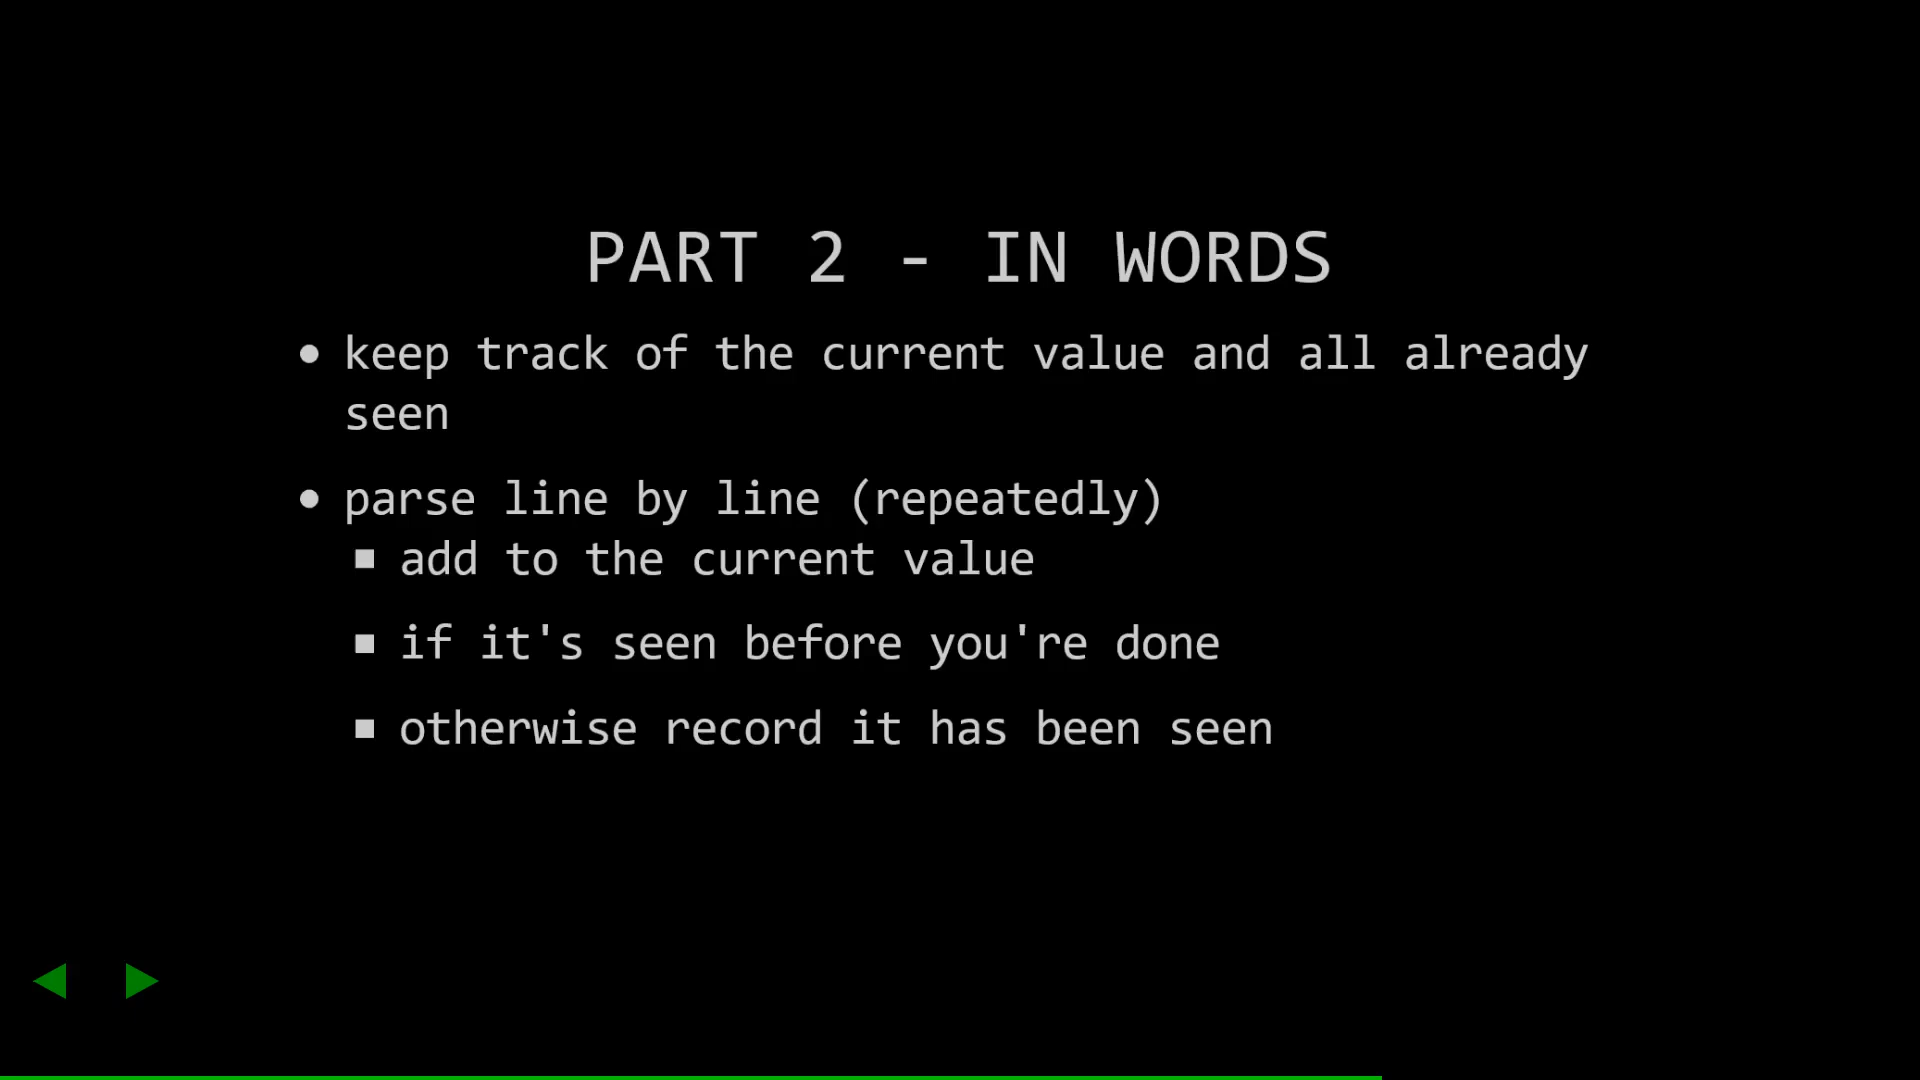 PART 2 - IN WORDS
keep track of the current value and all already
seen
parse line by line (repeatedly)
add to the current value
if it's seen before you're done
otherwise record it has been seen